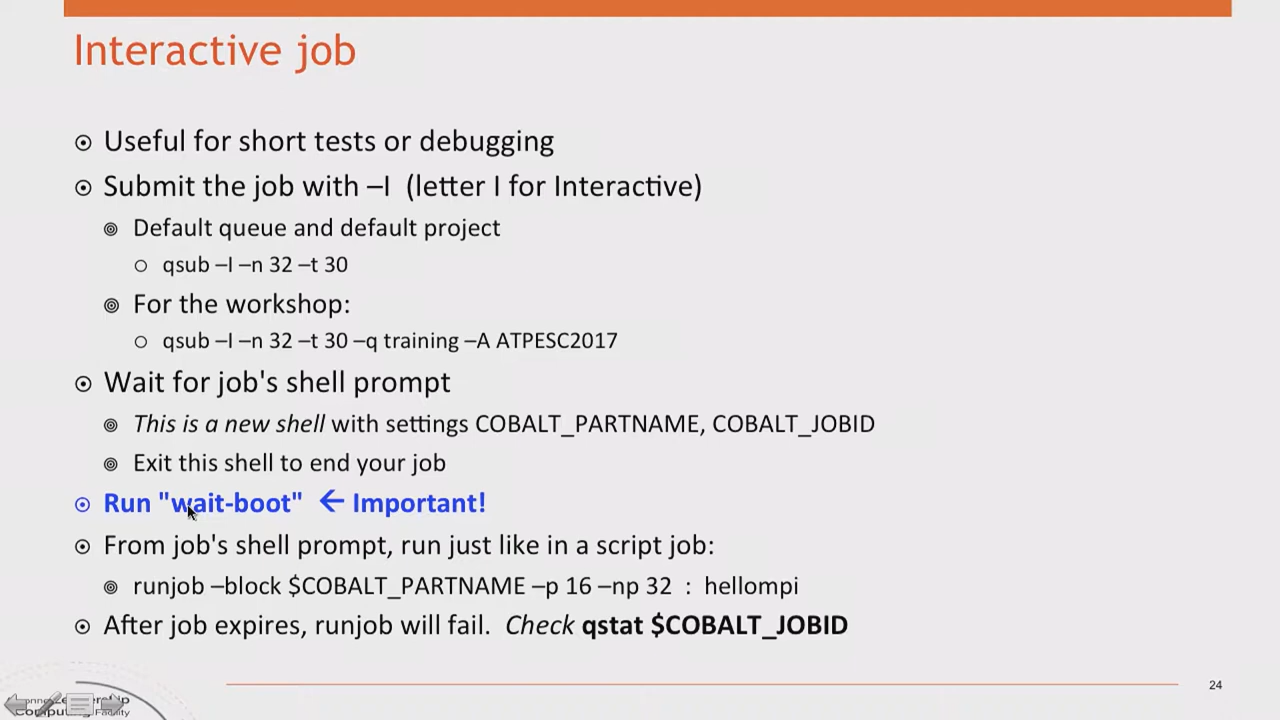 Interactive job
Useful for short tests or debugging
Submit the job with –I (letter I for Interactive)
Default queue and default project
qsub –I –n 32 –t 30
For the workshop:
qsub –I –n 32 –t 30 –q training –A ATPESC2017
Wait for job's shell prompt
This is a new shell with settings COBALT_PARTNAME, COBALT_JOBID
Exit this shell to end your job
Run "wait-boot" ← Important!
From job's shell prompt, run just like in a script job:
runjob –block $COBALT_PARTNAME –p 16 –np 32 : hellompi
After job expires, runjob will fail. Check qstat $COBALT_JOBID
24
Facility